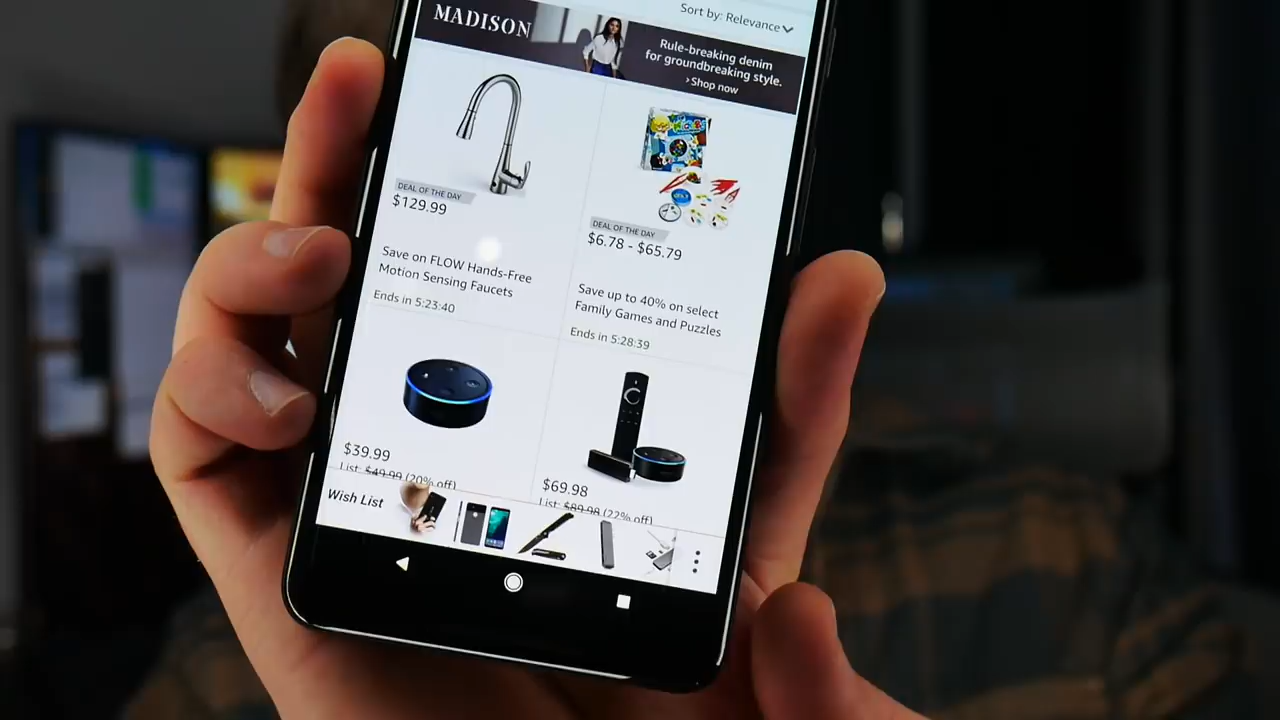 Sort by: Relevance
MADISON
Rule-breaking denim
for groundbreaking style.
› Shop now
DEAL OF THE DAY
$129.99
Save on FLOW Hands-Free
Motion Sensing Faucets
Ends in 5:23:40
DEAL OF THE DAY
$6.78 - $65.79
Save up to 40% on select
Family Games and Puzzles
Ends in 5:28:39
$39.99
List: $49.99 (20% off)
$69.98
List: $89.98 (22% off)
Wish List